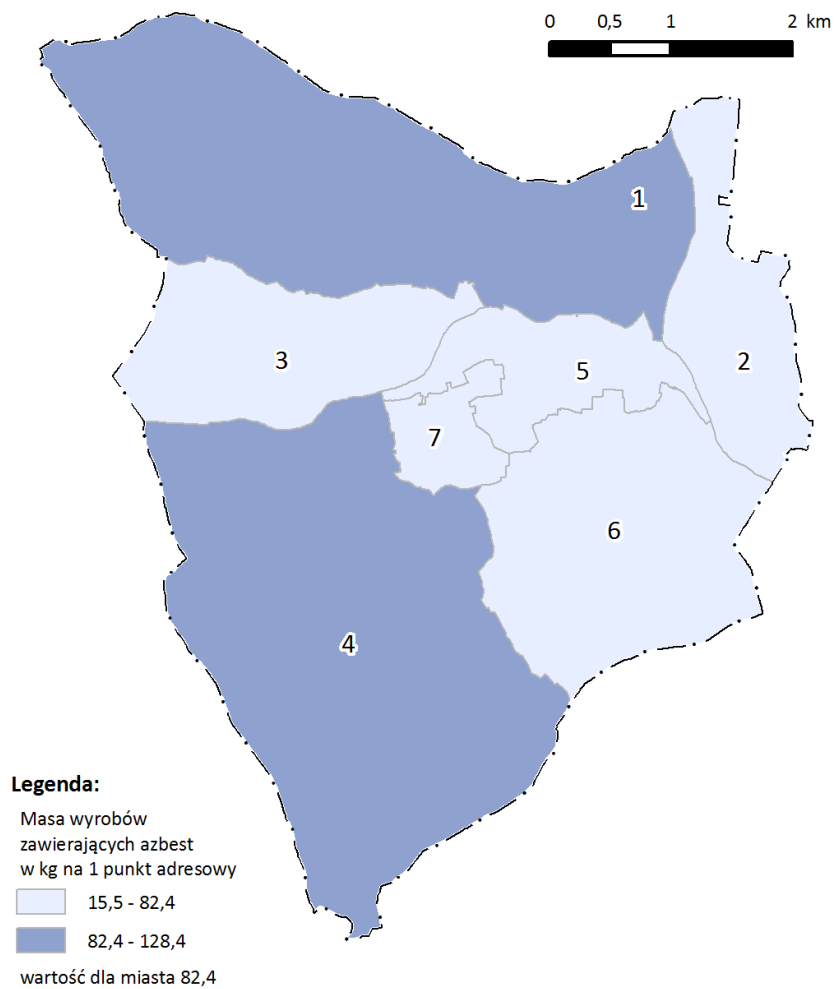 0 0,5 1 2 km
1
2
3
5
7
6
4
Legenda:
Masa wyrobów
zawierających azbest
w kg na 1 punkt adresowy
15,5 - 82,4
82,4 - 128,4
wartość dla miasta 82,4